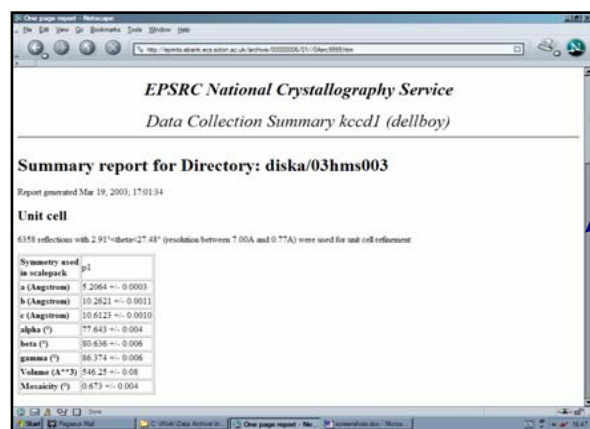 One page report - Netscape
File Edit View Go Bookmarks Tools Window Help
EPSRC National Crystallography Service
Data Collection Summary kccd1 (dellboy)
Summary report for Directory: diska/03hms003
Report generated Mar 19, 2003; 17:01:34
Unit cell
6358 reflections with 2.91°<theta<27.48° (resolution between 7.00A and 0.77A) were used for unit cell refinement
Symmetry used in scalepack p1
a (Angstrom) 5.2064 +/- 0.0003
b (Angstrom) 10.2621 +/- 0.0011
c (Angstrom) 10.6123 +/- 0.0010
alpha (°) 77.643 +/- 0.004
beta (°) 80.636 +/- 0.006
gamma (°) 86.374 +/- 0.006
Volume (A**3) 546.25 +/- 0.08
Mosaicity (°) 0.673 +/- 0.004
Done
Start Pegasus Mail One page report - Ne... 16:47